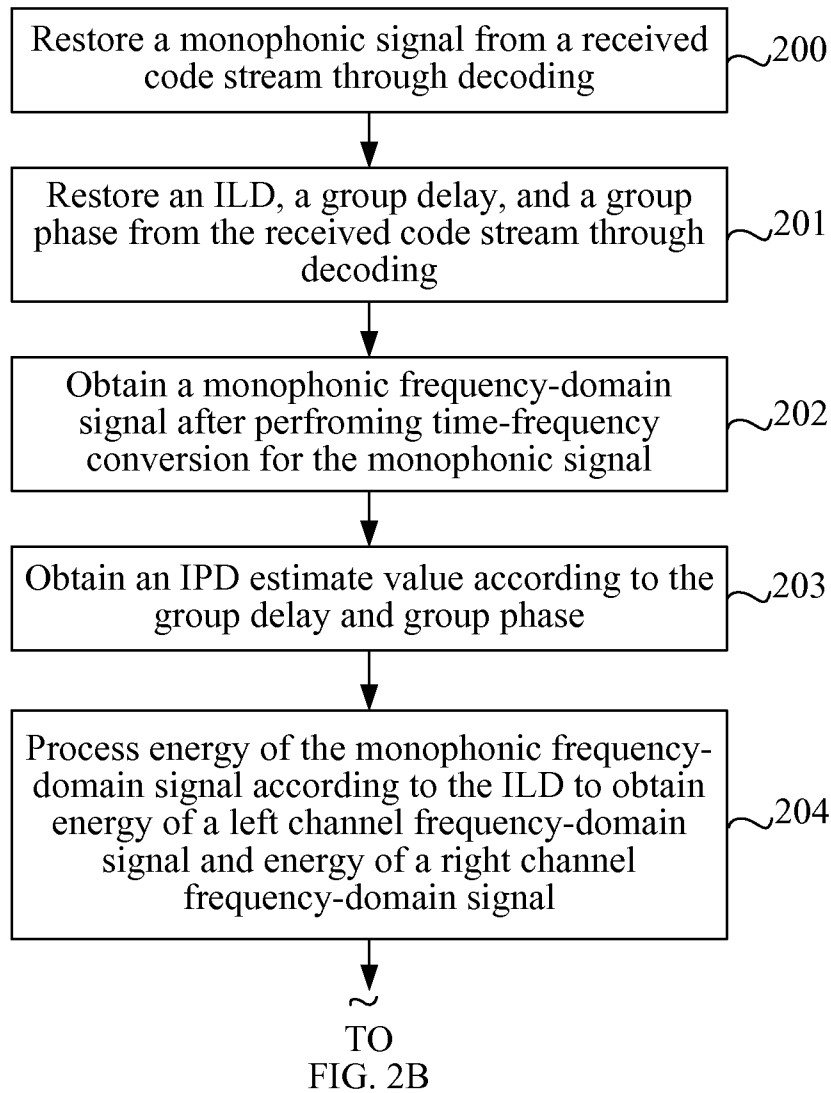 Restore a monophonic signal from a received
code stream through decoding
200
Restore an ILD, a group delay, and a group
phase from the received code stream through
decoding
201
Obtain a monophonic frequency-domain
signal after perfroming time-frequency
conversion for the monophonic signal
202
Obtain an IPD estimate value according to the
group delay and group phase
203
Process energy of the monophonic frequency-
domain signal according to the ILD to obtain
energy of a left channel frequency-domain
signal and energy of a right channel
frequency-domain signal
204
TO
FIG. 2B